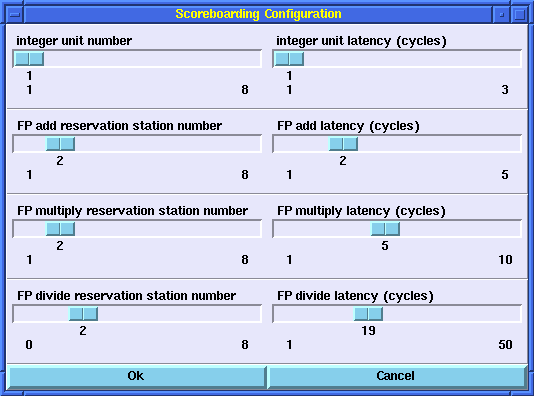 Scoreboarding Configuration
integer unit number
integer unit latency (cycles)
1
1
1 8
1 3
FP add reservation station number
FP add latency (cycles)
2
2
1 8
1 5
FP multiply reservation station number
FP multiply latency (cycles)
2
5
1 8
1 10
FP divide reservation station number
FP divide latency (cycles)
2
19
0 8
1 50
Ok
Cancel